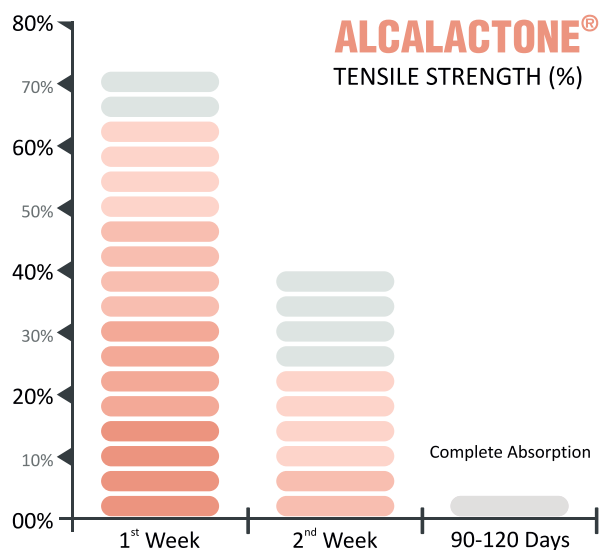 ALCALACTONE®
TENSILE STRENGTH (%)
80%
70%
60%
50%
40%
30%
20%
10%
00%
Complete Absorption
1st Week
2nd Week
90-120 Days